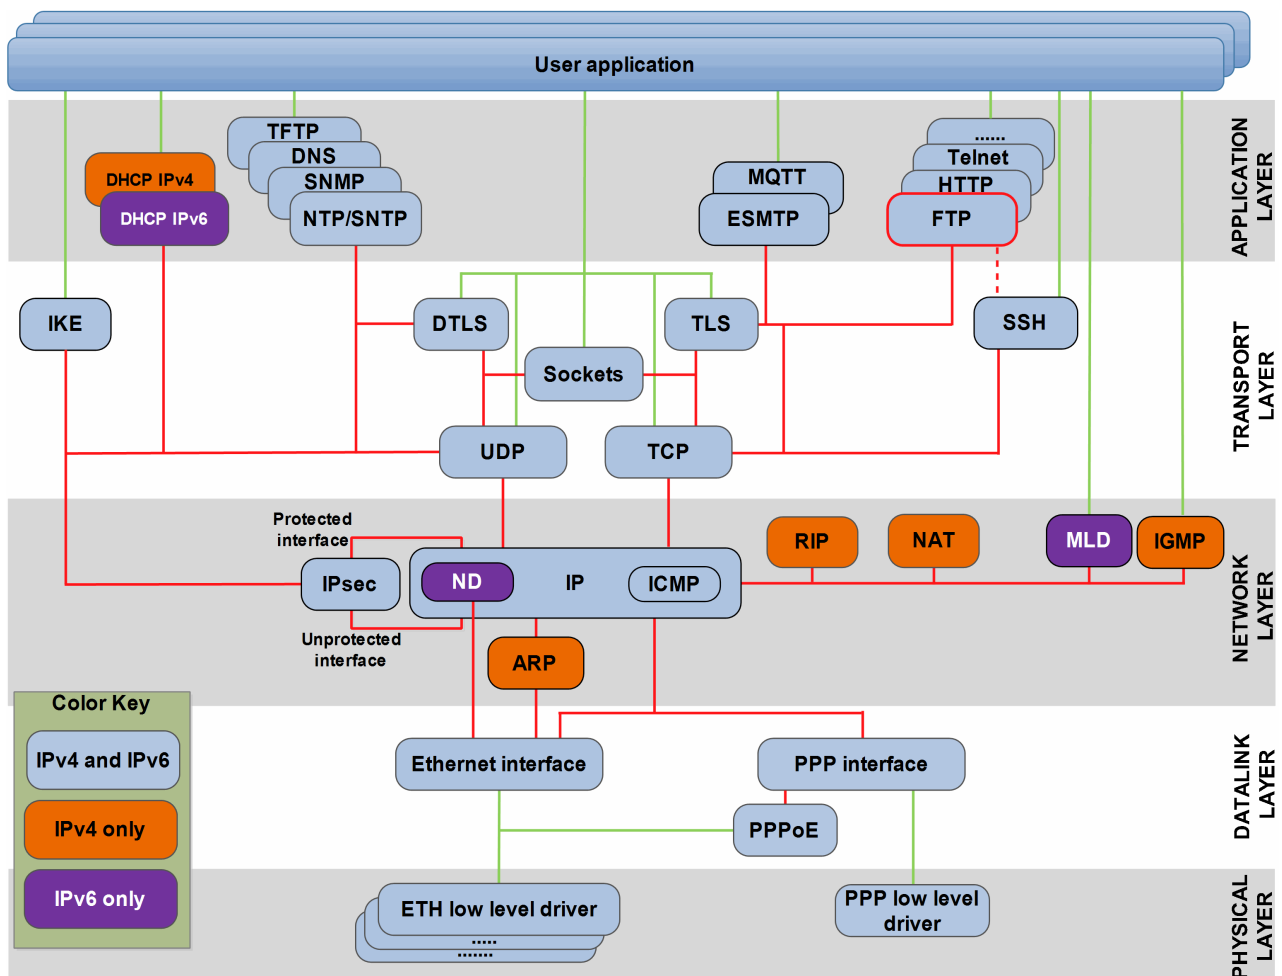 User application
TFTP
DNS
SNMP
NTP/SNTP
DHCP IPv4
DHCP IPv6
MQTT
ESMTP
......
Telnet
HTTP
FTP
APPLICATION
LAYER
IKE
DTLS
TLS
SSH
Sockets
UDP
TCP
TRANSPORT
LAYER
Protected
interface
IPsec
ND
IP
ICMP
RIP
NAT
MLD
IGMP
Unprotected
interface
ARP
NETWORK
LAYER
Color Key
IPv4 and IPv6
IPv4 only
IPv6 only
Ethernet interface
PPP interface
PPPoE
DATALINK
LAYER
ETH low level driver
.....
.......
PPP low level
driver
PHYSICAL
LAYER